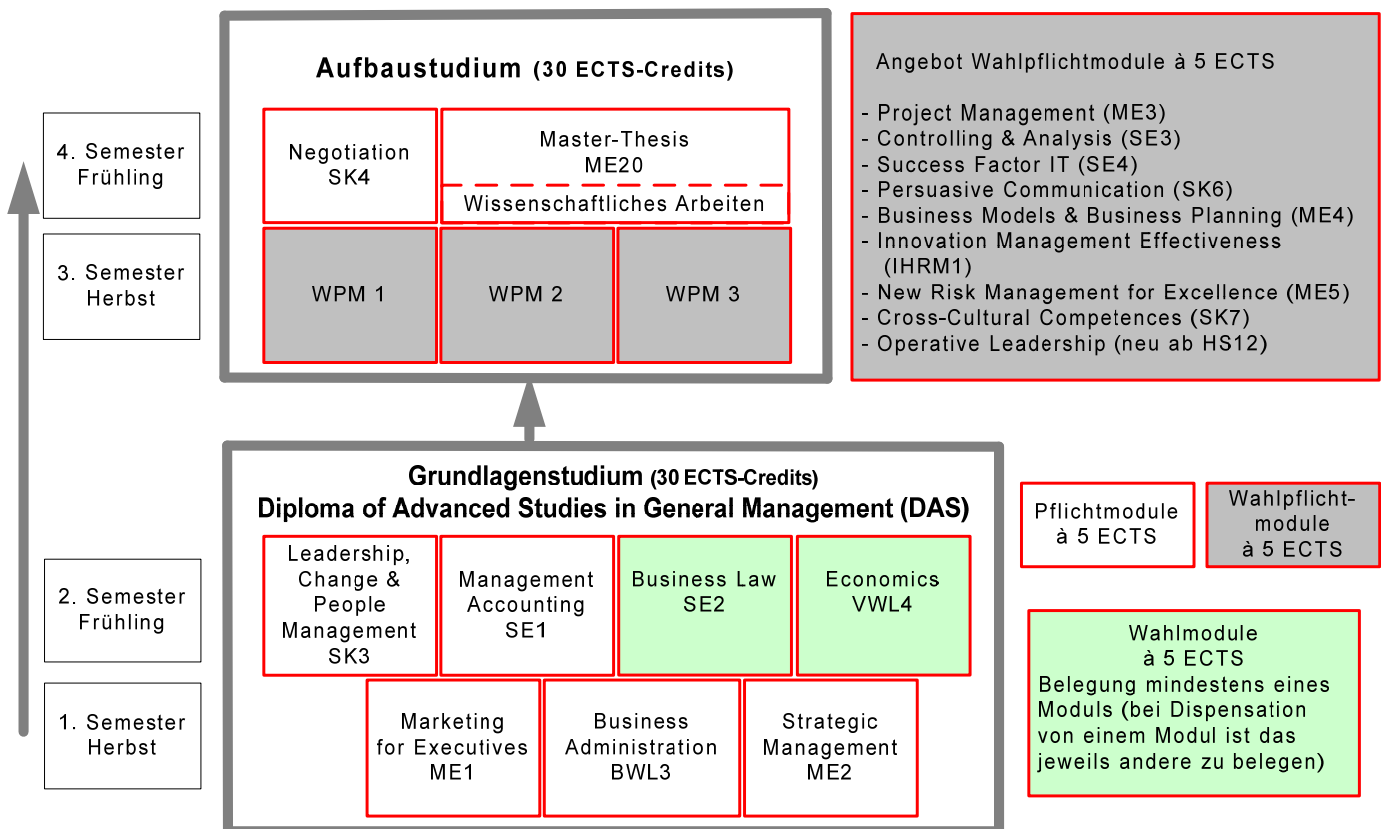 Aufbaustudium (30 ECTS-Credits)
4. Semester
Frühling
Negotiation
SK4
Master-Thesis
ME20
Wissenschaftliches Arbeiten
3. Semester
Herbst
WPM 1
WPM 2
WPM 3
Angebot Wahlpflichtmodule à 5 ECTS
- Project Management (ME3)
- Controlling & Analysis (SE3)
- Success Factor IT (SE4)
- Persuasive Communication (SK6)
- Business Models & Business Planning (ME4)
- Innovation Management Effectiveness
(IHRM1)
- New Risk Management for Excellence (ME5)
- Cross-Cultural Competences (SK7)
- Operative Leadership (neu ab HS12)
Grundlagenstudium (30 ECTS-Credits)
Diploma of Advanced Studies in General Management (DAS)
2. Semester
Frühling
Leadership,
Change &
People
Management
SK3
Management
Accounting
SE1
Business Law
SE2
Economics
VWL4
1. Semester
Herbst
Marketing
for Executives
ME1
Business
Administration
BWL3
Strategic
Management
ME2
Pflichtmodule
à 5 ECTS
Wahlpflicht-
module
à 5 ECTS
Wahlmodule
à 5 ECTS
Belegung mindestens eines
Moduls (bei Dispensation
von einem Modul ist das
jeweils andere zu belegen)